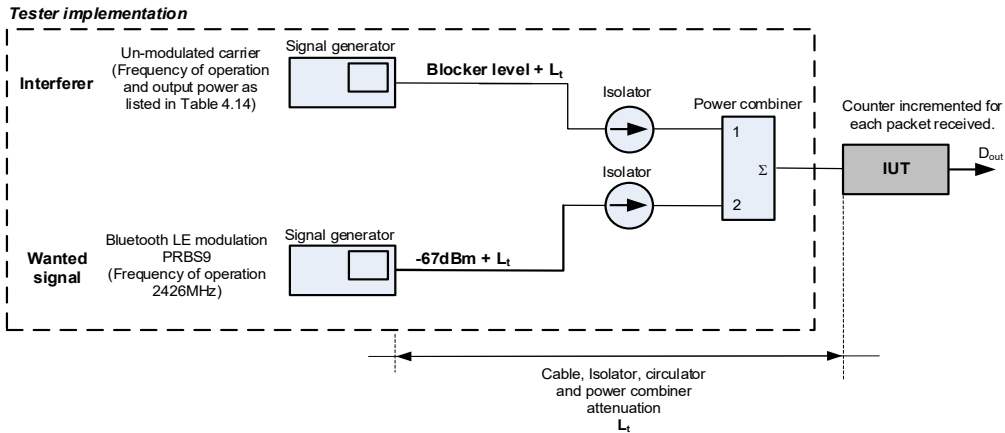 Tester implementation
Interferer
Un-modulated carrier
(Frequency of operation
and output power as
listed in Table 4.14)
Signal generator
Blocker level + Lt
Isolator
Power combiner
1
Σ
2
Counter incremented for
each packet received.
IUT
Dout
Isolator
Wanted
signal
Bluetooth LE modulation
PRBS9
(Frequency of operation
2426MHz)
Signal generator
-67dBm + Lt
Cable, Isolator, circulator
and power combiner
attenuation
Lt